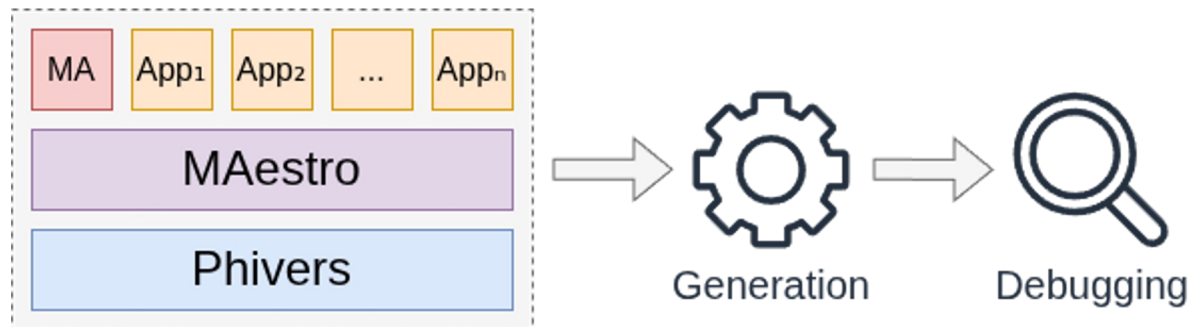 MA App₁ App₂ ... Appₙ
MAestro
Phivers
Generation Debugging